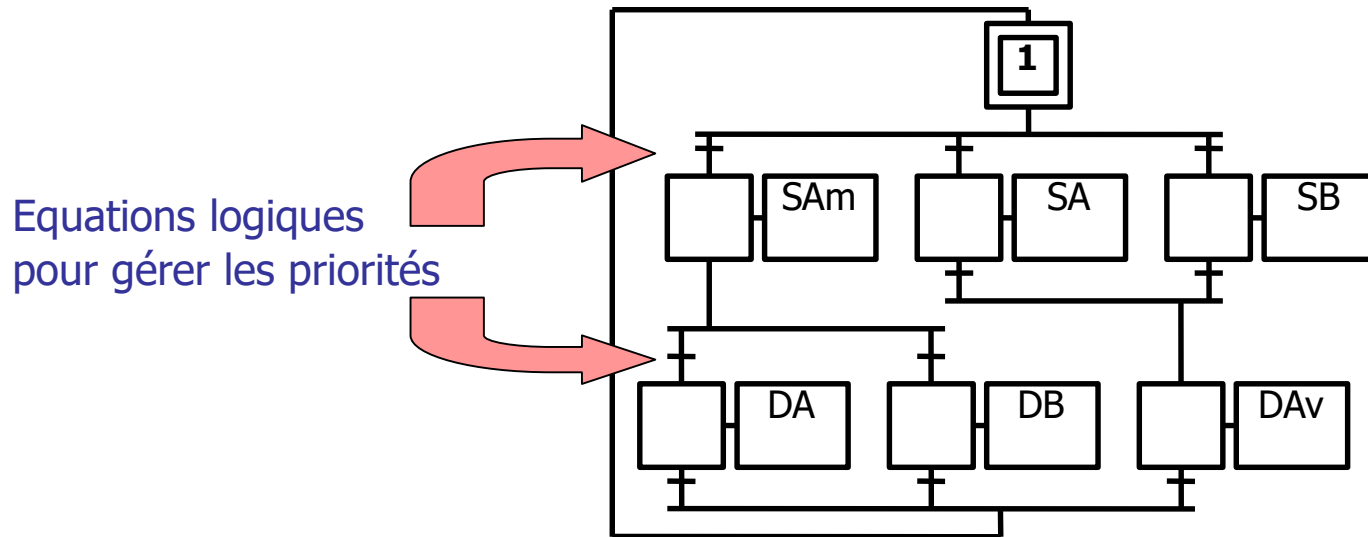 1
SAm
SA
SB
Equations logiques
pour gérer les priorités
DA
DB
DAv